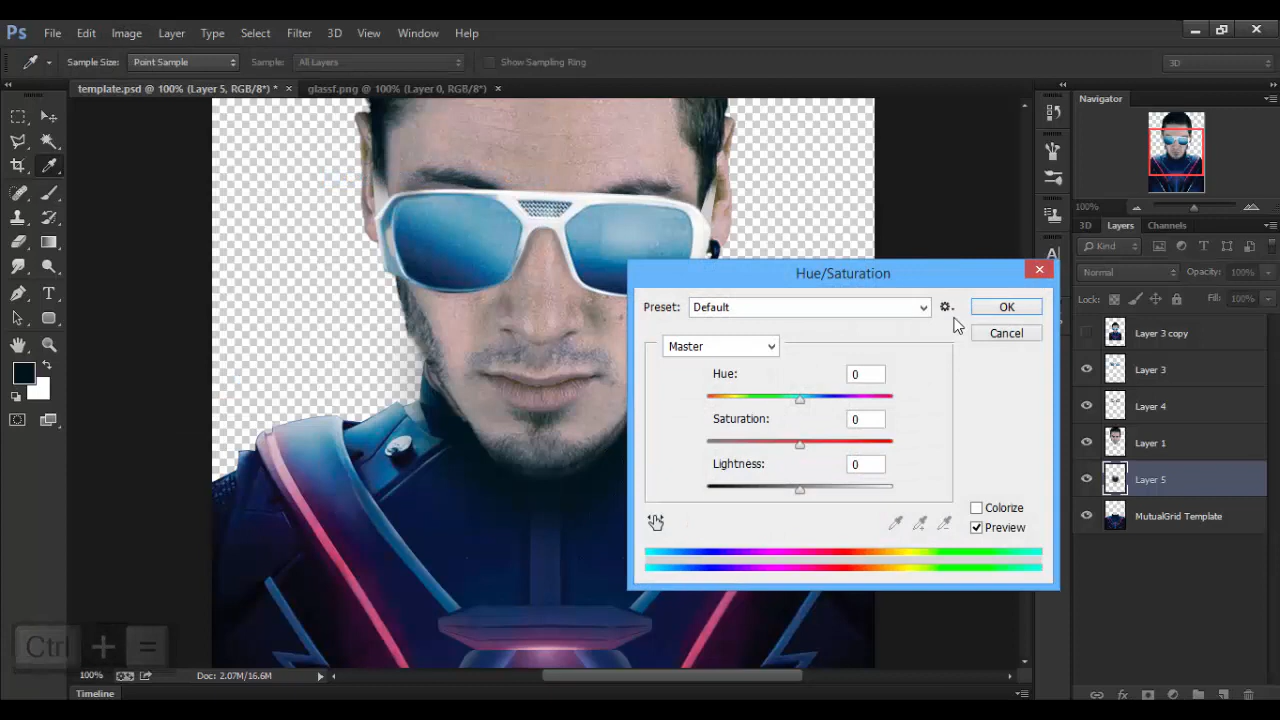 Ps File Edit Image Layer Type Select Filter 3D View Window Help
Sample Size: Point Sample Sample: All Layers Show Sampling Ring 3D
template.psd @ 100% (Layer 5, RGB/8*) * × glassf.png @ 100% (Layer 0, RGB/8*) ×
Navigator
100%
3D Layers Channels
Kind
Normal Opacity: 100%
Lock: Fill: 100%
Layer 3 copy
Layer 3
Layer 4
Layer 1
Layer 5
MutualGrid Template
Hue/Saturation
Preset: Default OK
Cancel
Master
Hue: 0
Saturation: 0
Lightness: 0
Colorize
Preview
Ctrl + =
100% Doc: 2.07M/16.6M
Timeline